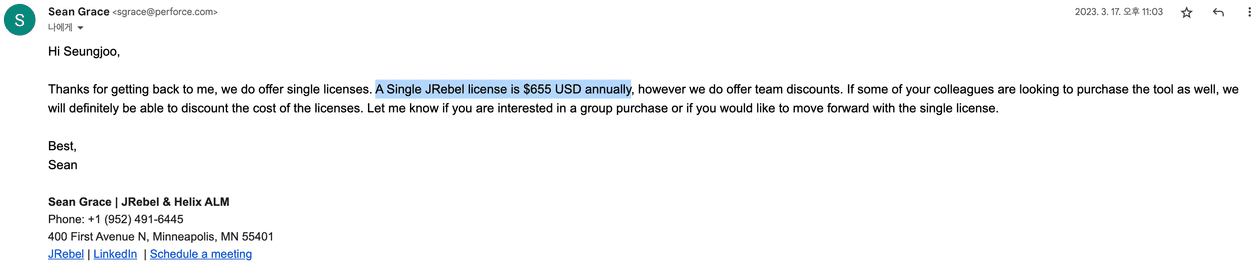 S
Sean Grace <sgrace@perforce.com>
2023. 3. 17. 오후 11:03
나에게
Hi Seungjoo,
Thanks for getting back to me, we do offer single licenses. A Single JRebel license is $655 USD annually, however we do offer team discounts. If some of your colleagues are looking to purchase the tool as well, we
will definitely be able to discount the cost of the licenses. Let me know if you are interested in a group purchase or if you would like to move forward with the single license.
Best,
Sean
Sean Grace | JRebel & Helix ALM
Phone: +1 (952) 491-6445
400 First Avenue N, Minneapolis, MN 55401
JRebel | LinkedIn | Schedule a meeting